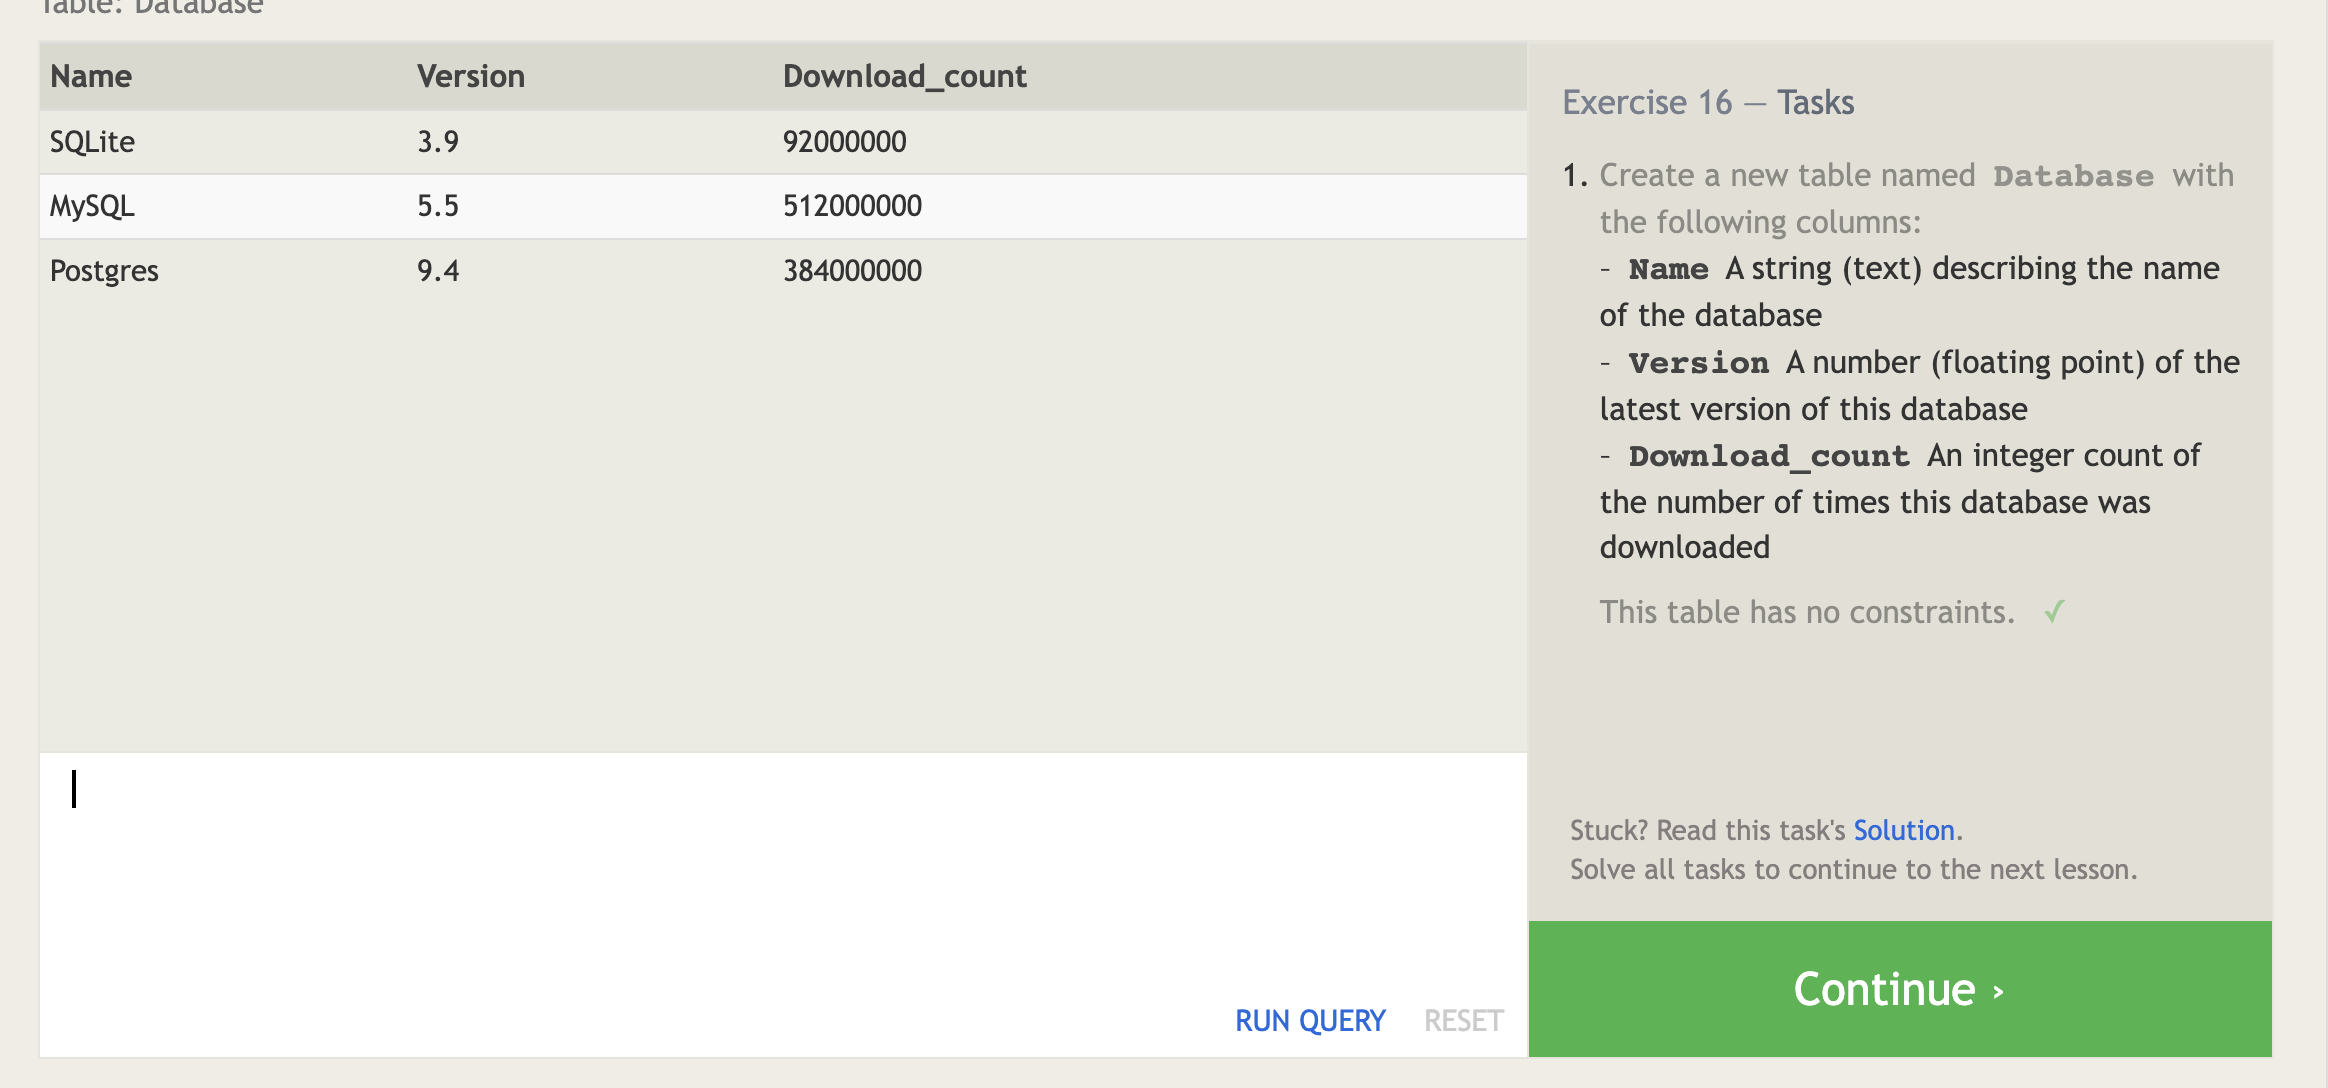 Table: Database
Name Version Download_count
SQLite 3.9 92000000
MySQL 5.5 512000000
Postgres 9.4 384000000
RUN QUERY RESET
Exercise 16 — Tasks
1. Create a new table named Database with
the following columns:
- Name A string (text) describing the name
of the database
- Version A number (floating point) of the
latest version of this database
- Download_count An integer count of
the number of times this database was
downloaded
This table has no constraints. ✓
Stuck? Read this task's Solution.
Solve all tasks to continue to the next lesson.
Continue ›